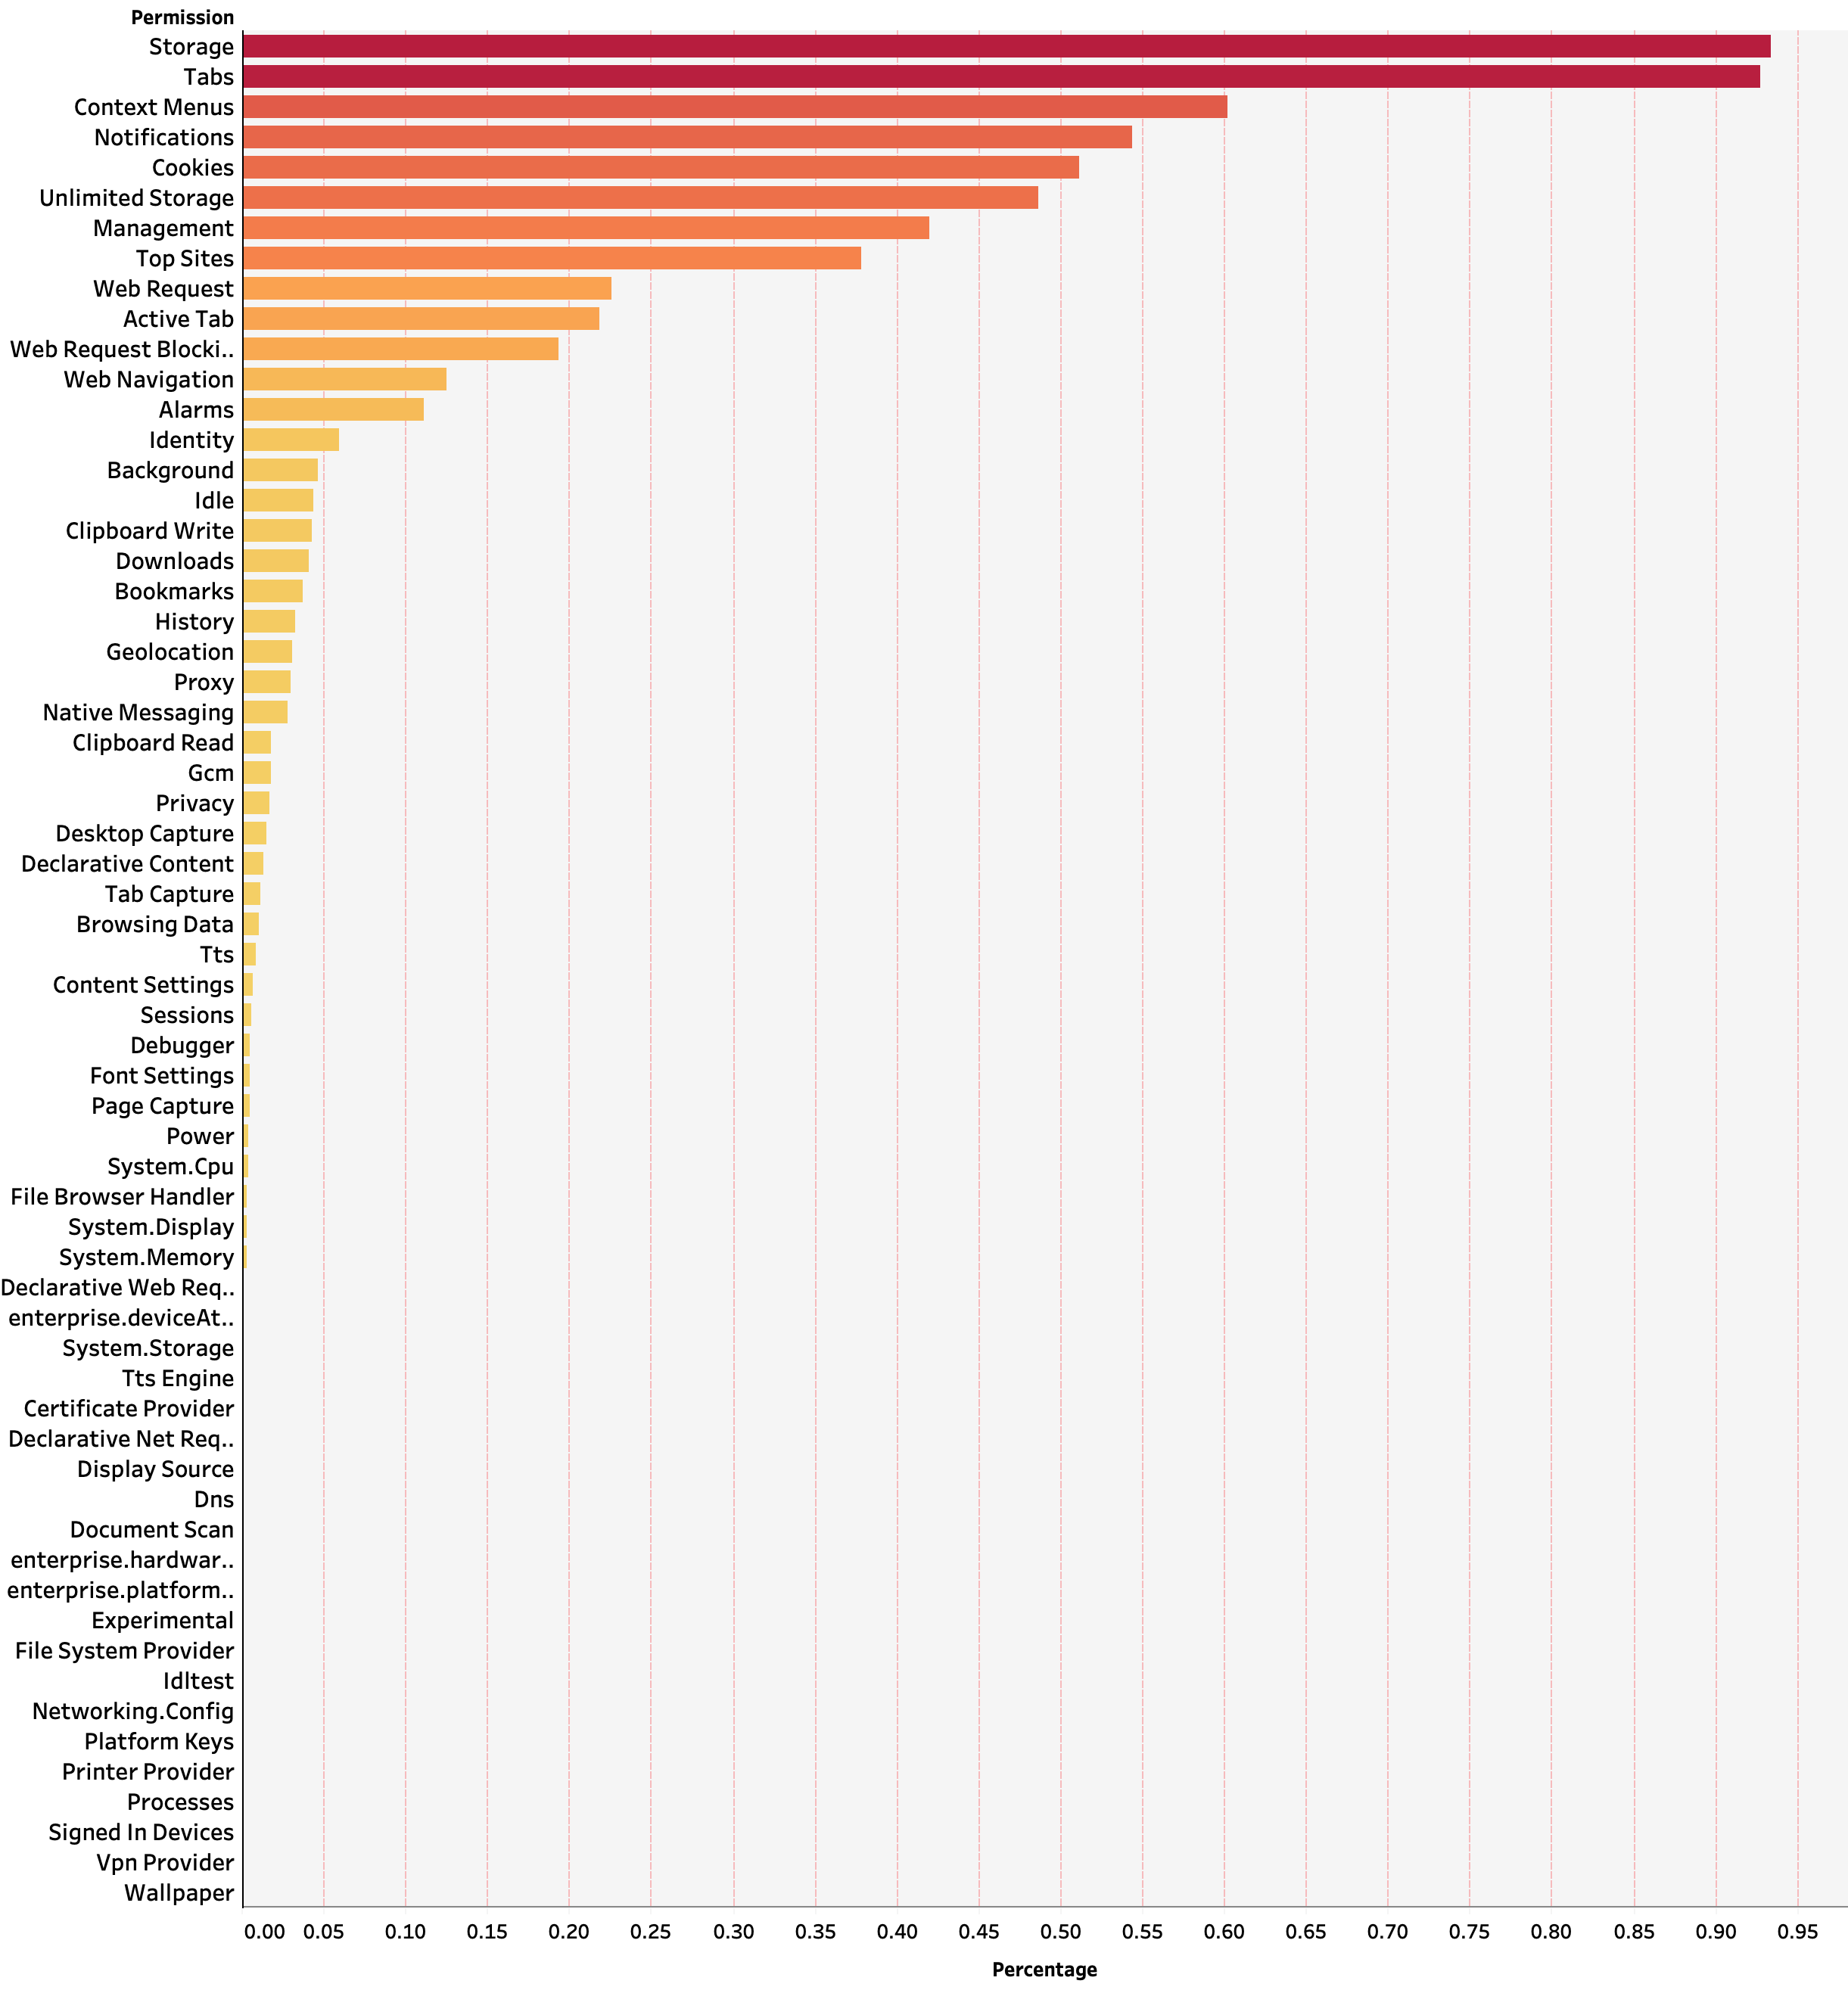 Permission
Storage
Tabs
Context Menus
Notifications
Cookies
Unlimited Storage
Management
Top Sites
Web Request
Active Tab
Web Request Blocki..
Web Navigation
Alarms
Identity
Background
Idle
Clipboard Write
Downloads
Bookmarks
History
Geolocation
Proxy
Native Messaging
Clipboard Read
Gcm
Privacy
Desktop Capture
Declarative Content
Tab Capture
Browsing Data
Tts
Content Settings
Sessions
Debugger
Font Settings
Page Capture
Power
System.Cpu
File Browser Handler
System.Display
System.Memory
Declarative Web Req..
enterprise.deviceAt..
System.Storage
Tts Engine
Certificate Provider
Declarative Net Req..
Display Source
Dns
Document Scan
enterprise.hardwar..
enterprise.platform..
Experimental
File System Provider
Idltest
Networking.Config
Platform Keys
Printer Provider
Processes
Signed In Devices
Vpn Provider
Wallpaper
0.00 0.05 0.10 0.15 0.20 0.25 0.30 0.35 0.40 0.45 0.50 0.55 0.60 0.65 0.70 0.75 0.80 0.85 0.90 0.95
Percentage